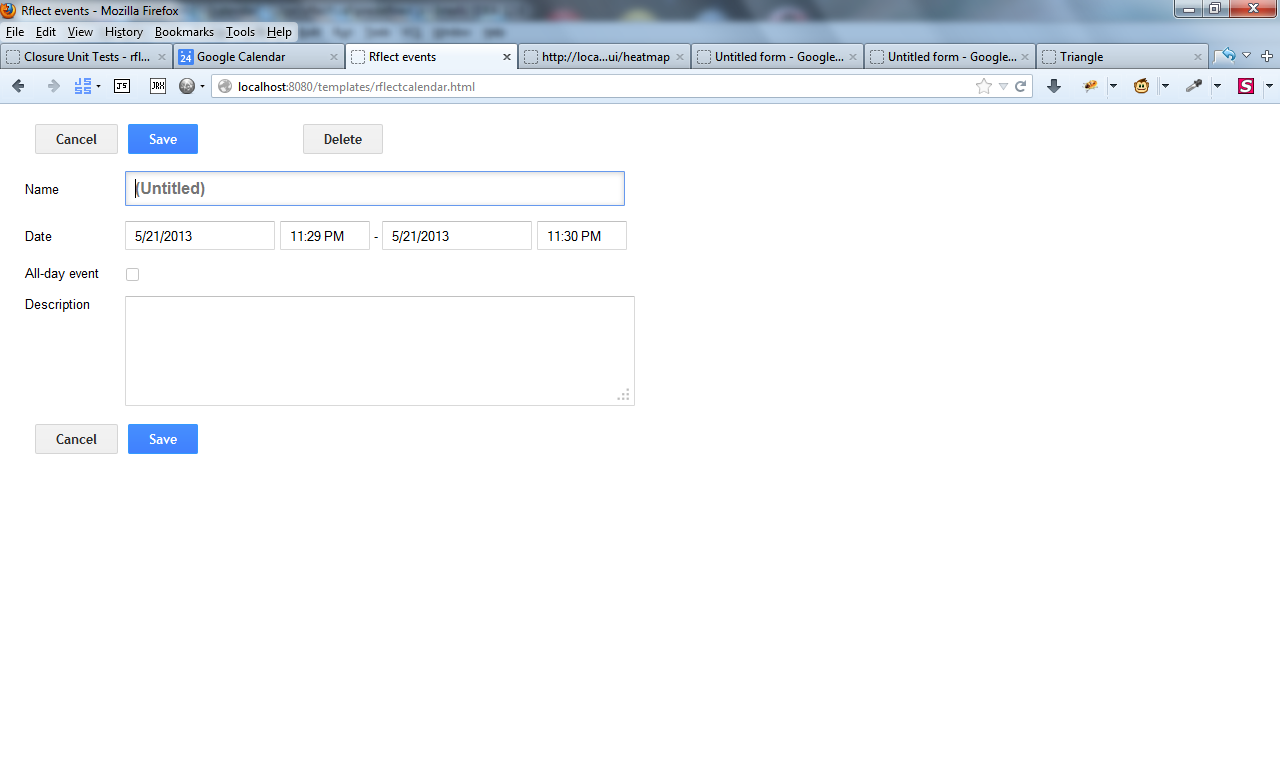 Rflect events - Mozilla Firefox
File Edit View History Bookmarks Tools Help
Closure Unit Tests - rfl... 24 Google Calendar Rflect events http://loca...ui/heatmap Untitled form - Google... Untitled form - Google... Triangle
JS JS JRX localhost:8080/templates/rflectcalendar.html S
Cancel Save Delete
Name (Untitled)
Date 5/21/2013 11:29 PM - 5/21/2013 11:30 PM
All-day event
Description
Cancel Save